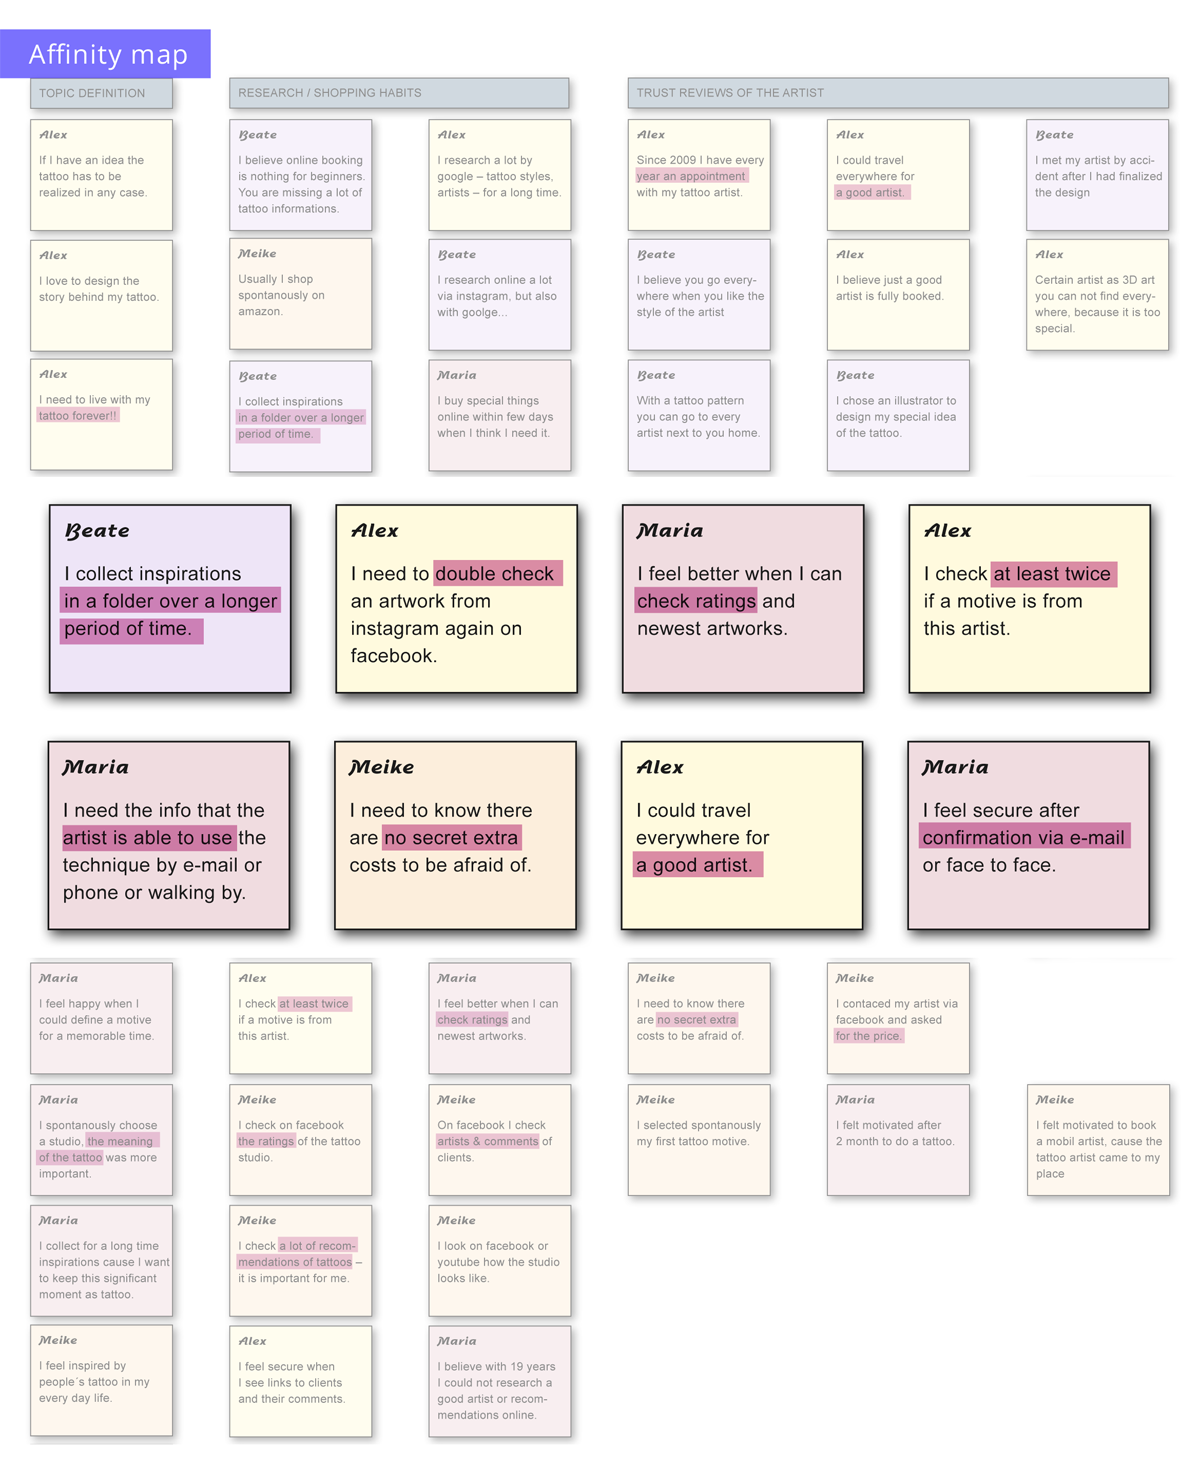 Affinity map
TOPIC DEFINITION
RESEARCH / SHOPPING HABITS
TRUST REVIEWS OF THE ARTIST
Alex
If I have an idea the
tattoo has to be
realized in any case.
Beate
I believe online booking
is nothing for beginners.
You are missing a lot of
tattoo informations.
Alex
I research a lot by
google – tattoo styles,
artists – for a long time.
Alex
Since 2009 I have every
year an appointment
with my tattoo artist.
Alex
I could travel
everywhere for
a good artist.
Beate
I met my artist by acci-
dent after I had finalized
the design
Alex
I love to design the
story behind my tattoo.
Meike
Usually I shop
spontanously on
amazon.
Beate
I research online a lot
via instagram, but also
with goolge...
Beate
I believe you go every-
where when you like the
style of the artist
Alex
I believe just a good
artist is fully booked.
Alex
Certain artist as 3D art
you can not find every-
where, because it is too
special.
Alex
I need to live with my
tattoo forever!!
Beate
I collect inspirations
in a folder over a longer
period of time.
Maria
I buy special things
online within few days
when I think I need it.
Beate
With a tattoo pattern
you can go to every
artist next to you home.
Beate
I chose an illustrator to
design my special idea
of the tattoo.
Beate
I collect inspirations
in a folder over a longer
period of time.
Alex
I need to double check
an artwork from
instagram again on
facebook.
Maria
I feel better when I can
check ratings and
newest artworks.
Alex
I check at least twice
if a motive is from
this artist.
Maria
I need the info that the
artist is able to use the
technique by e-mail or
phone or walking by.
Meike
I need to know there
are no secret extra
costs to be afraid of.
Alex
I could travel
everywhere for
a good artist.
Maria
I feel secure after
confirmation via e-mail
or face to face.
Maria
I feel happy when I
could define a motive
for a memorable time.
Alex
I check at least twice
if a motive is from
this artist.
Maria
I feel better when I can
check ratings and
newest artworks.
Meike
I need to know there
are no secret extra
costs to be afraid of.
Meike
I contaced my artist via
facebook and asked
for the price.
Maria
I spontanously choose
a studio, the meaning
of the tattoo was more
important.
Meike
I check on facebook
the ratings of the tattoo
studio.
Meike
On facebook I check
artists & comments of
clients.
Meike
I selected spontanously
my first tattoo motive.
Maria
I felt motivated after
2 month to do a tattoo.
Meike
I felt motivated to book
a mobil artist, cause the
tattoo artist came to my
place
Maria
I collect for a long time
inspirations cause I want
to keep this significant
moment as tattoo.
Meike
I check a lot of recom-
mendations of tattoos –
it is important for me.
Meike
I look on facebook or
youtube how the studio
looks like.
Meike
I feel inspired by
people´s tattoo in my
every day life.
Alex
I feel secure when
I see links to clients
and their comments.
Maria
I believe with 19 years
I could not research a
good artist or recom-
mendations online.